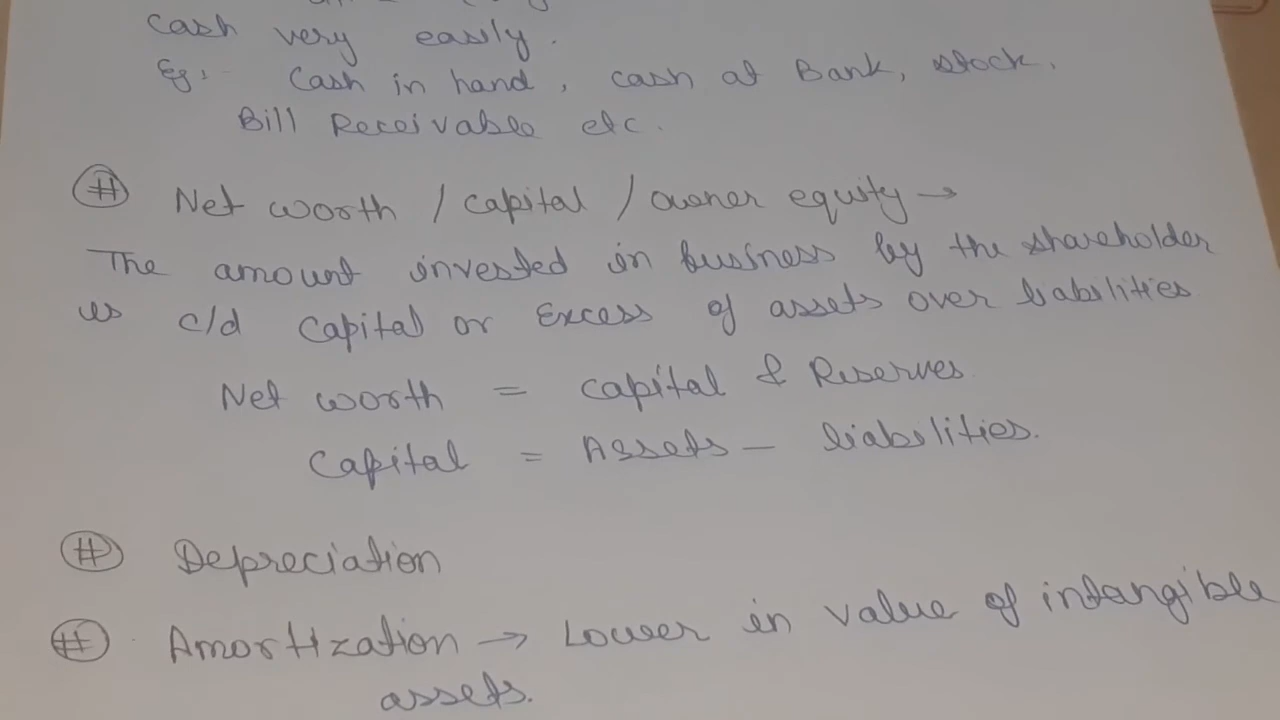 cash very easily.
Eg:- Cash in hand, cash at Bank, stock,
Bill Receivable etc.
# Net worth / capital / owner equity →
The amount invested in business by the shareholder
is c/d capital or Excess of assets over liabilities
Net worth = capital & Reserves
Capital = Assets - liabilities.
# Depreciation
# Amortization → Lower in value of intangible
assets.